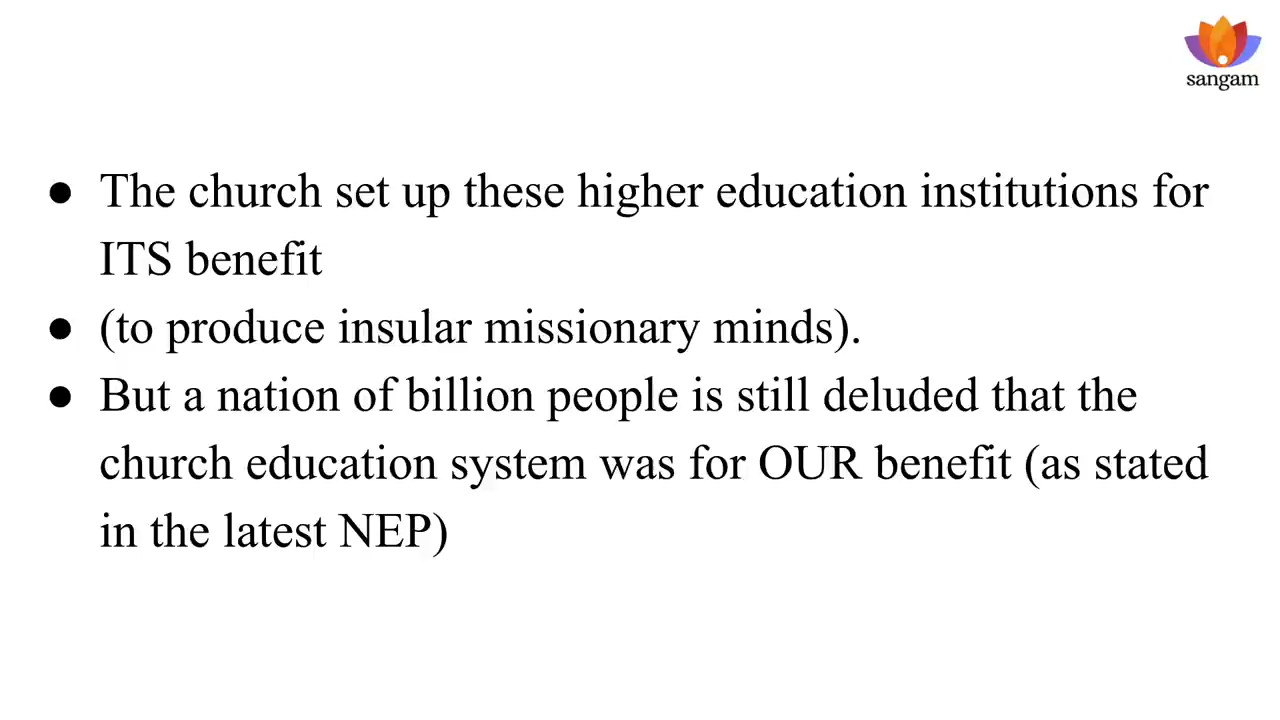 sangam
● The church set up these higher education institutions for
ITS benefit
● (to produce insular missionary minds).
● But a nation of billion people is still deluded that the
church education system was for OUR benefit (as stated
in the latest NEP)